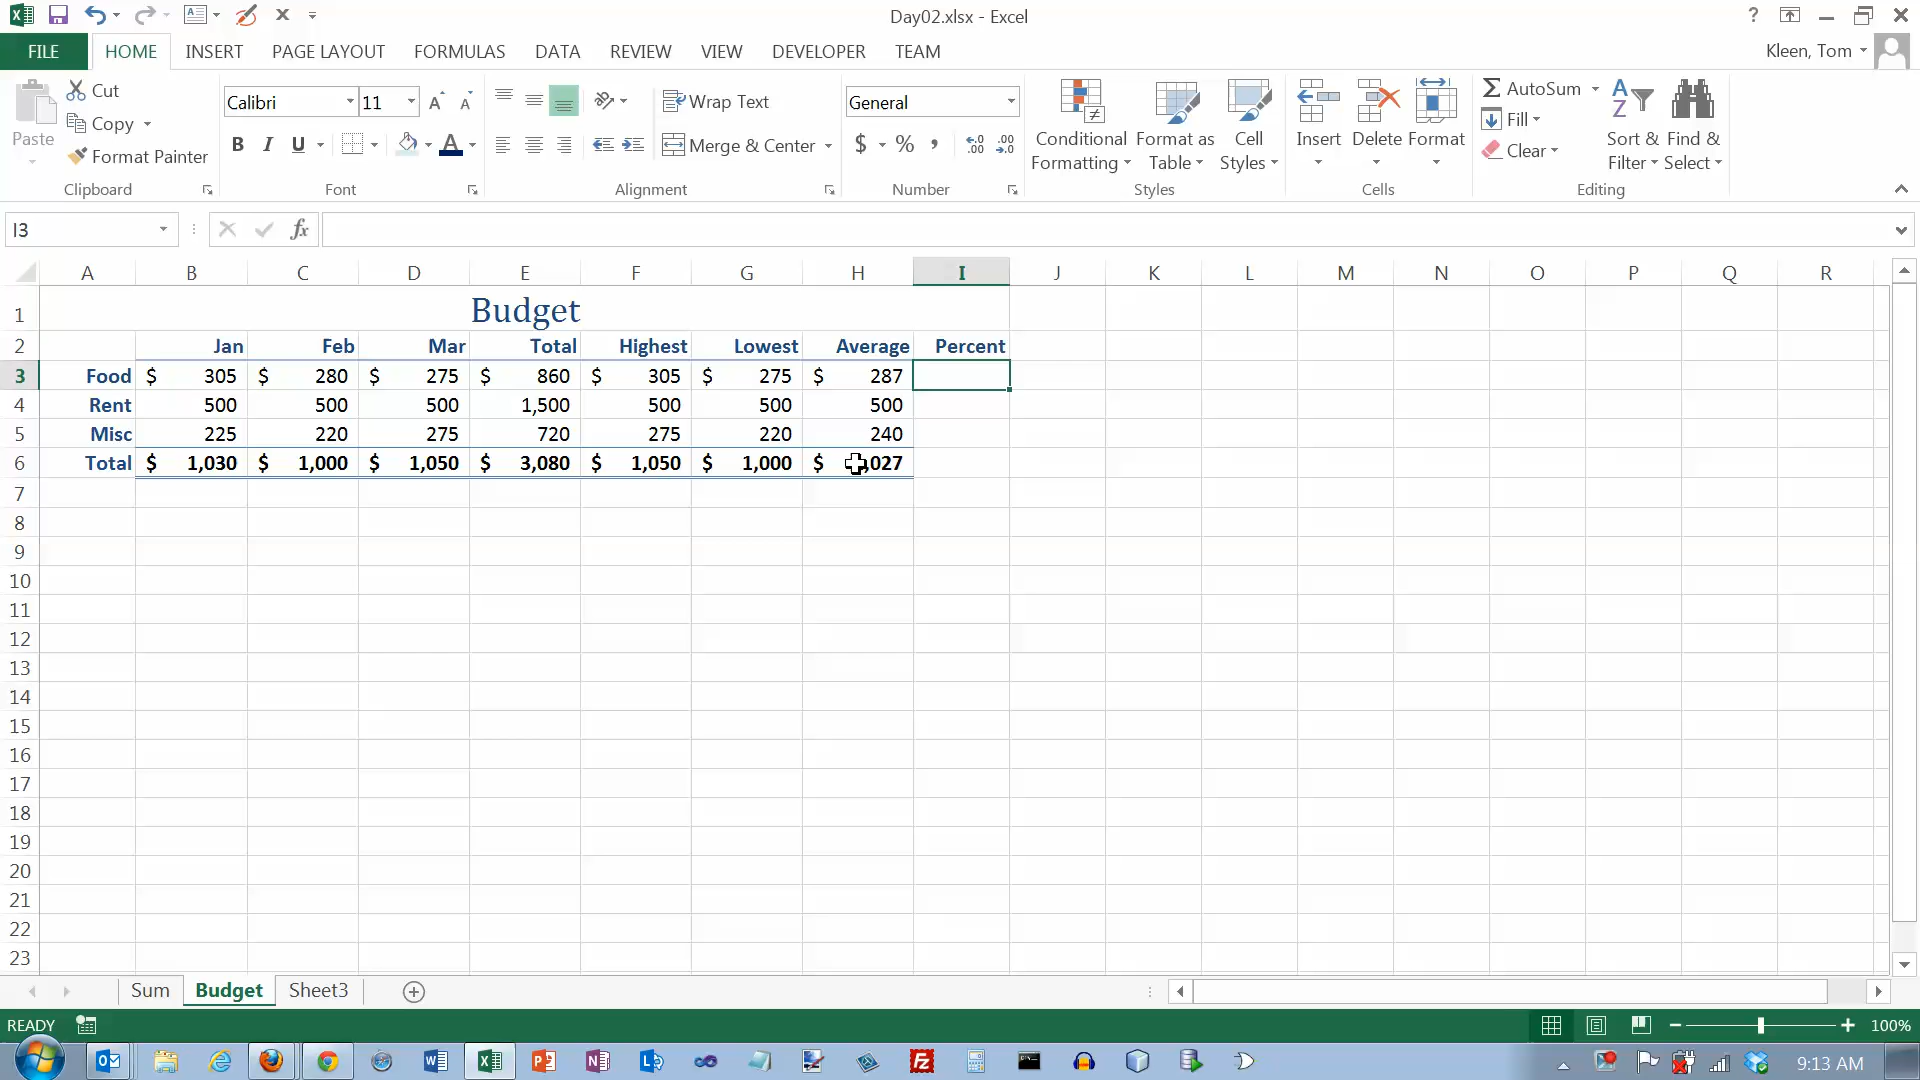 Day02.xlsx - Excel
FILE HOME INSERT PAGE LAYOUT FORMULAS DATA REVIEW VIEW DEVELOPER TEAM Kleen, Tom
Paste Cut Copy Format Painter
Clipboard
Calibri 11
B I U A
Font
Wrap Text
Merge & Center
Alignment
General
$ % ,
Number
Conditional Formatting
Format as Table
Cell Styles
Styles
Insert Delete Format
Cells
AutoSum
Fill
Clear
Sort & Filter
Find & Select
Editing
I3 fx
A B C D E F G H I J K L M N O P Q R
1 Budget
2 Jan Feb Mar Total Highest Lowest Average Percent
3 Food $ 305 $ 280 $ 275 $ 860 $ 305 $ 275 $ 287
4 Rent 500 500 500 1,500 500 500 500
5 Misc 225 220 275 720 275 220 240
6 Total $ 1,030 $ 1,000 $ 1,050 $ 3,080 $ 1,050 $ 1,000 $ ,027
7
8
9
10
11
12
13
14
15
16
17
18
19
20
21
22
23
Sum Budget Sheet3
READY 100%
9:13 AM